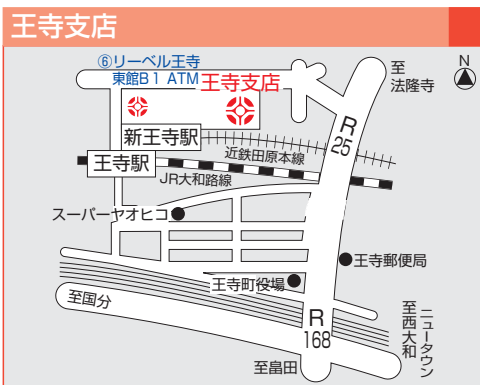 王寺支店
⑥リーベル王寺
東館B1 ATM
王寺支店
至
法隆寺
N
新王寺駅
R
25
近鉄田原本線
王寺駅
JR大和路線
スーパーヤオヒコ
王寺郵便局
王寺町役場
至国分
R
168
至畠田
至西大和
ニュータウン